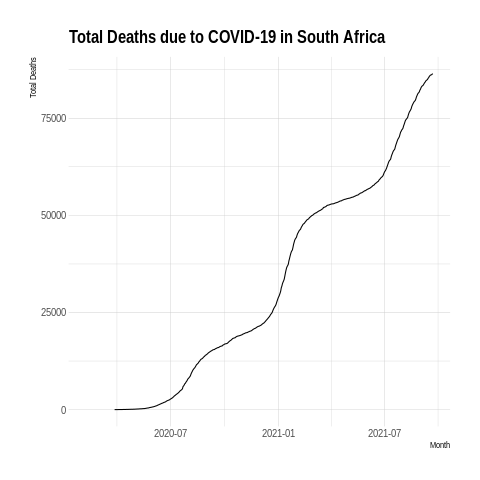 Total Deaths due to COVID-19 in South Africa
Total Deaths
75000
50000
25000
0
2020-07
2021-01
2021-07
Month